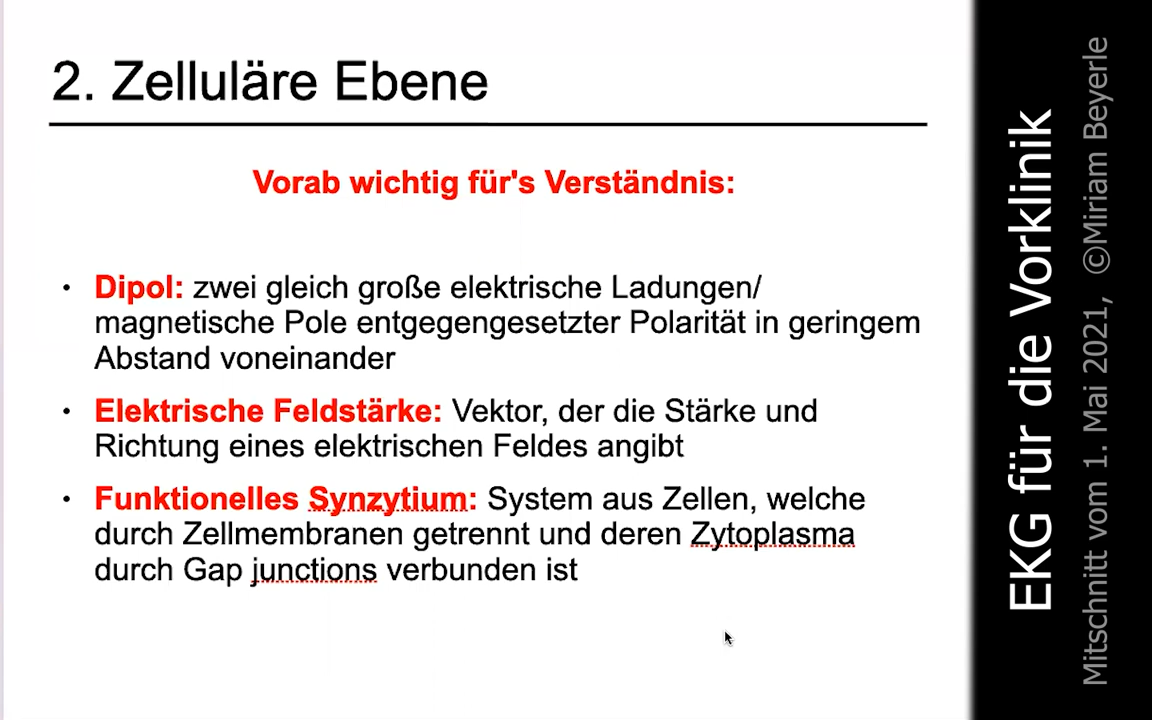 2. Zelluläre Ebene
Vorab wichtig für's Verständnis:
• Dipol: zwei gleich große elektrische Ladungen/
magnetische Pole entgegengesetzter Polarität in geringem
Abstand voneinander
• Elektrische Feldstärke: Vektor, der die Stärke und
Richtung eines elektrischen Feldes angibt
• Funktionelles Synzytium: System aus Zellen, welche
durch Zellmembranen getrennt und deren Zytoplasma
durch Gap junctions verbunden ist
EKG für die Vorklinik
Mitschnitt vom 1. Mai 2021, ©Miriam Beyerle